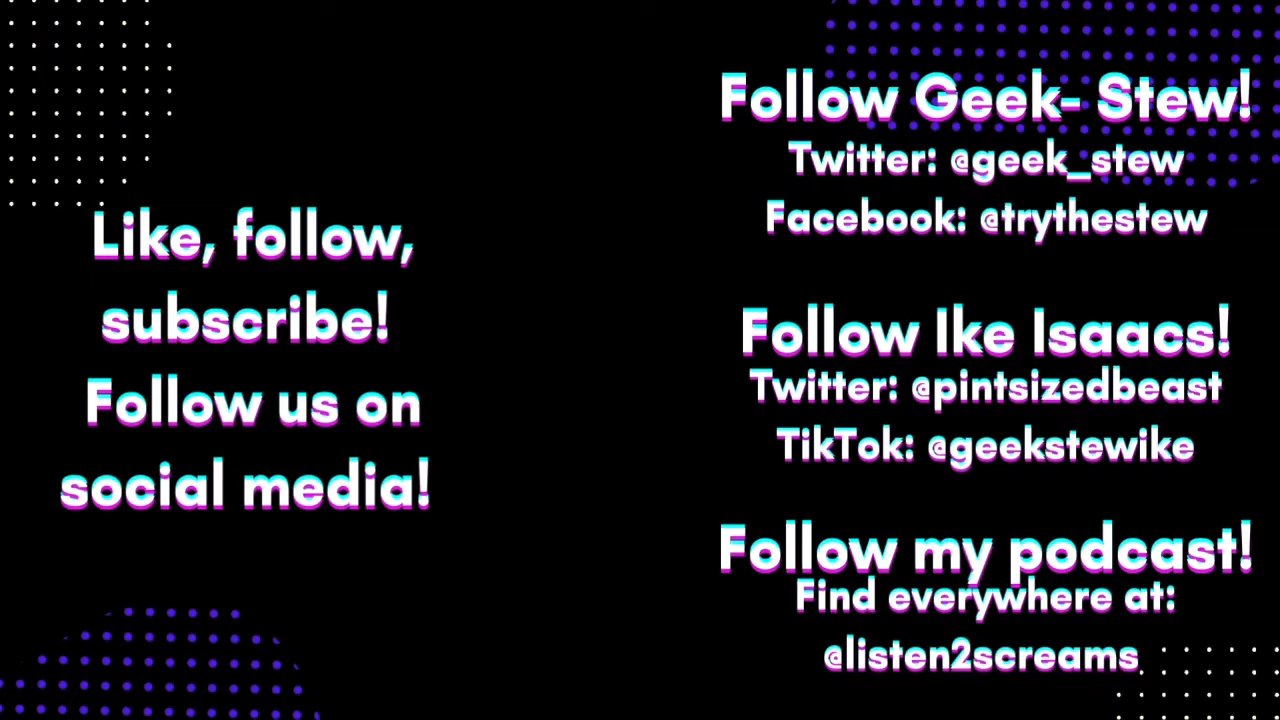 Like, follow,
subscribe!
Follow us on
social media!
Follow Geek- Stew!
Twitter: @geek_stew
Facebook: @trythestew
Follow Ike Isaacs!
Twitter: @pintsizedbeast
TikTok: @geekstewike
Follow my podcast!
Find everywhere at:
@listen2screams